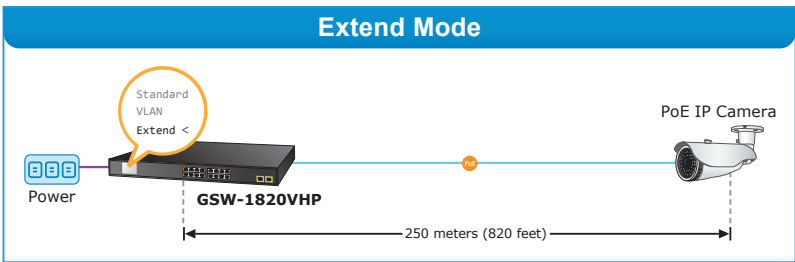 Extend Mode
Standard
VLAN
Extend <
PoE IP Camera
PoE
Power
GSW-1820VHP
250 meters (820 feet)